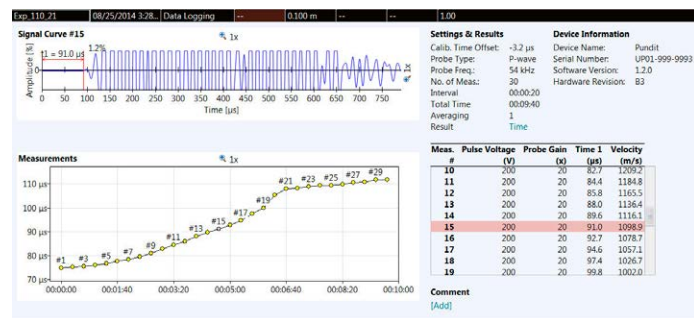 Exp_110_21 08/25/2014 3:28... Data Logging -- 0.100 m -- -- 1.00
Signal Curve #15 1x
t1 = 91.0 µs 1.2%
1x
Amplitude [%]
0
0 50 100 150 200 250 300 350 400 450 500 550 600 650 700 750
Time [µs]
Settings & Results Device Information
Calib. Time Offset: -3.2 µs Device Name: Pundit
Probe Type: P-wave Serial Number: UP01-999-9993
Probe Freq.: 54 kHz Software Version: 1.2.0
No. of Meas.: 30 Hardware Revision: B3
Interval 00:00:20
Total Time 00:09:40
Averaging 1
Result Time
Measurements 1x
110 µs
100 µs
90 µs
80 µs
70 µs
#1 #3 #5 #7 #9 #11 #13 #15 #17 #19 #21 #23 #25 #27 #29
00:00:00 00:01:40 00:03:20 00:05:00 00:06:40 00:08:20 00:10:00
Meas. Pulse Voltage Probe Gain Time 1 Velocity
# (V) (x) (µs) (m/s)
10 200 20 82.7 1209.2
11 200 20 84.4 1184.8
12 200 20 85.8 1165.5
13 200 20 88.0 1136.4
14 200 20 89.6 1116.1
15 200 20 91.0 1098.9
16 200 20 92.7 1078.7
17 200 20 94.6 1057.1
18 200 20 97.4 1026.7
19 200 20 99.8 1002.0
Comment
[Add]